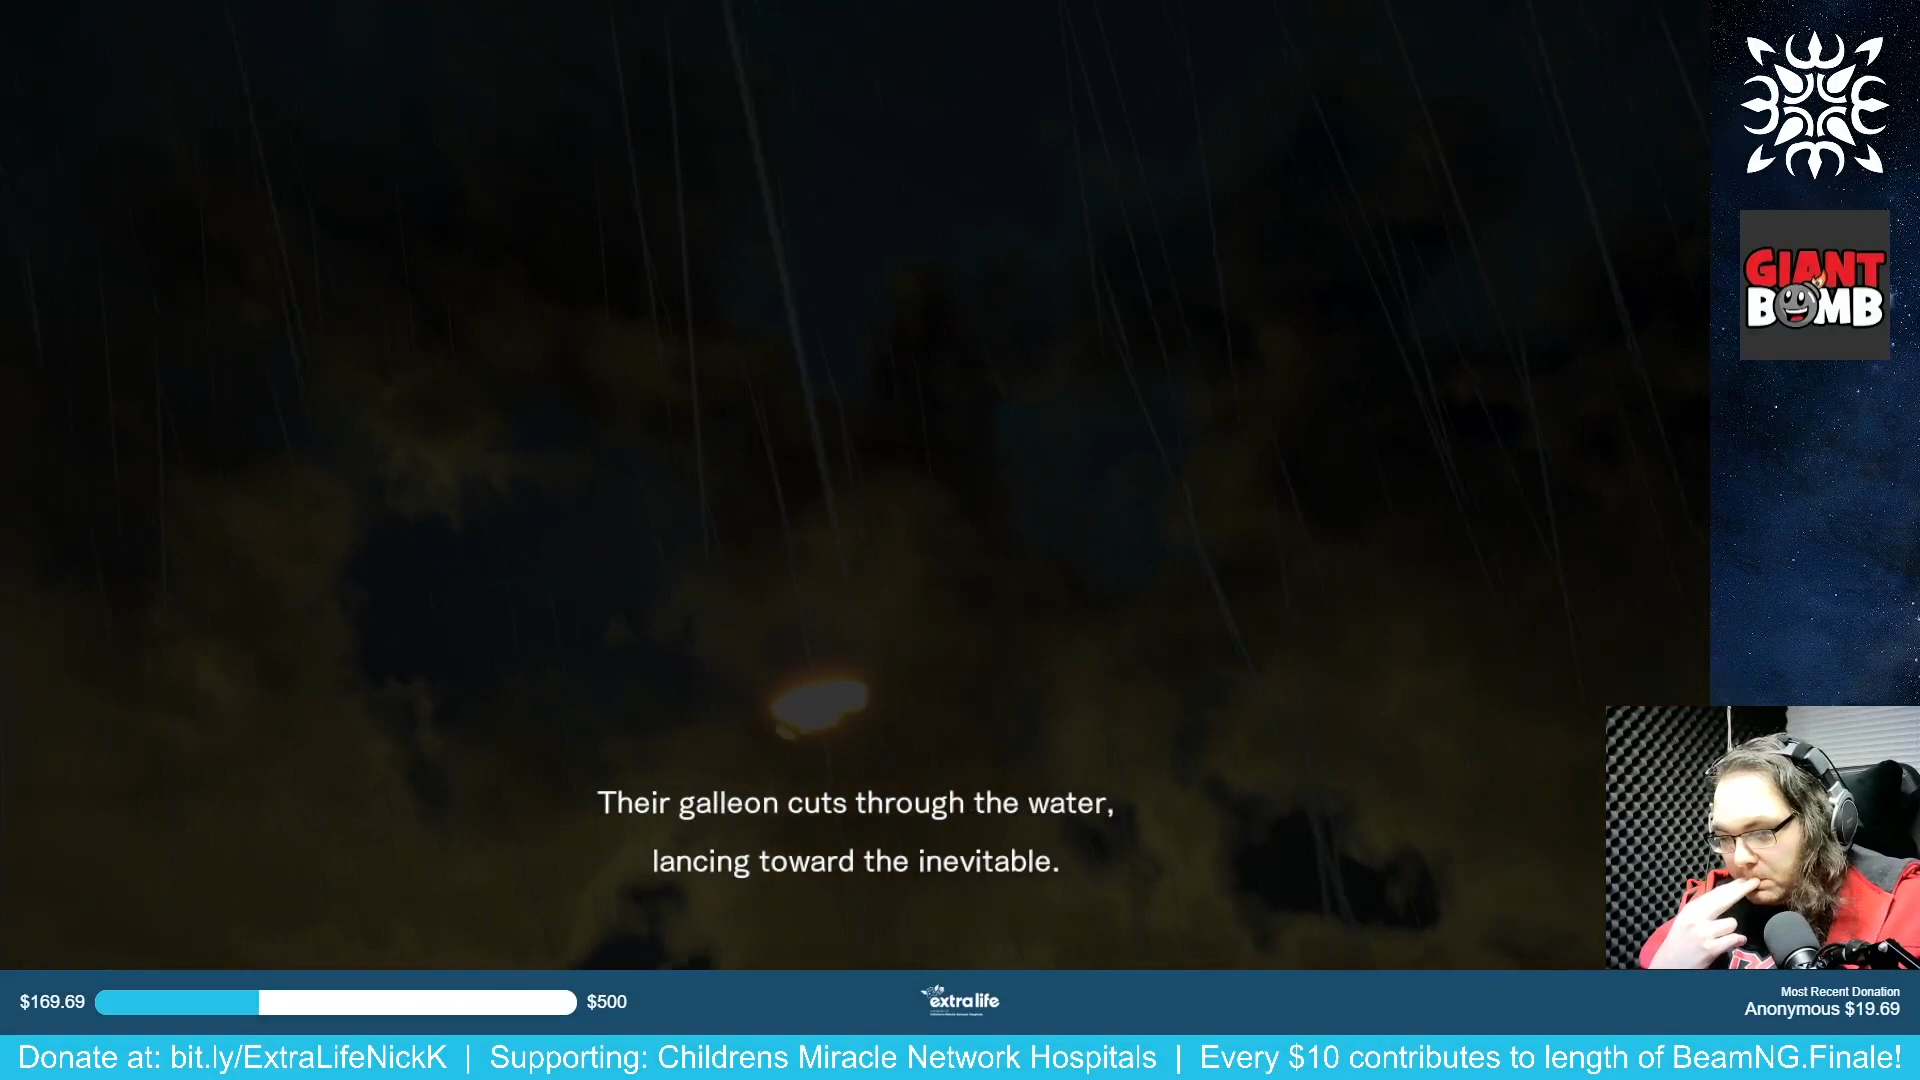 GIANT
BOMB
Their galleon cuts through the water,
lancing toward the inevitable.
$169.69
$500
extra life
Most Recent Donation
Anonymous $19.69
Donate at: bit.ly/ExtraLifeNickK | Supporting: Childrens Miracle Network Hospitals | Every $10 contributes to length of BeamNG.Finale!